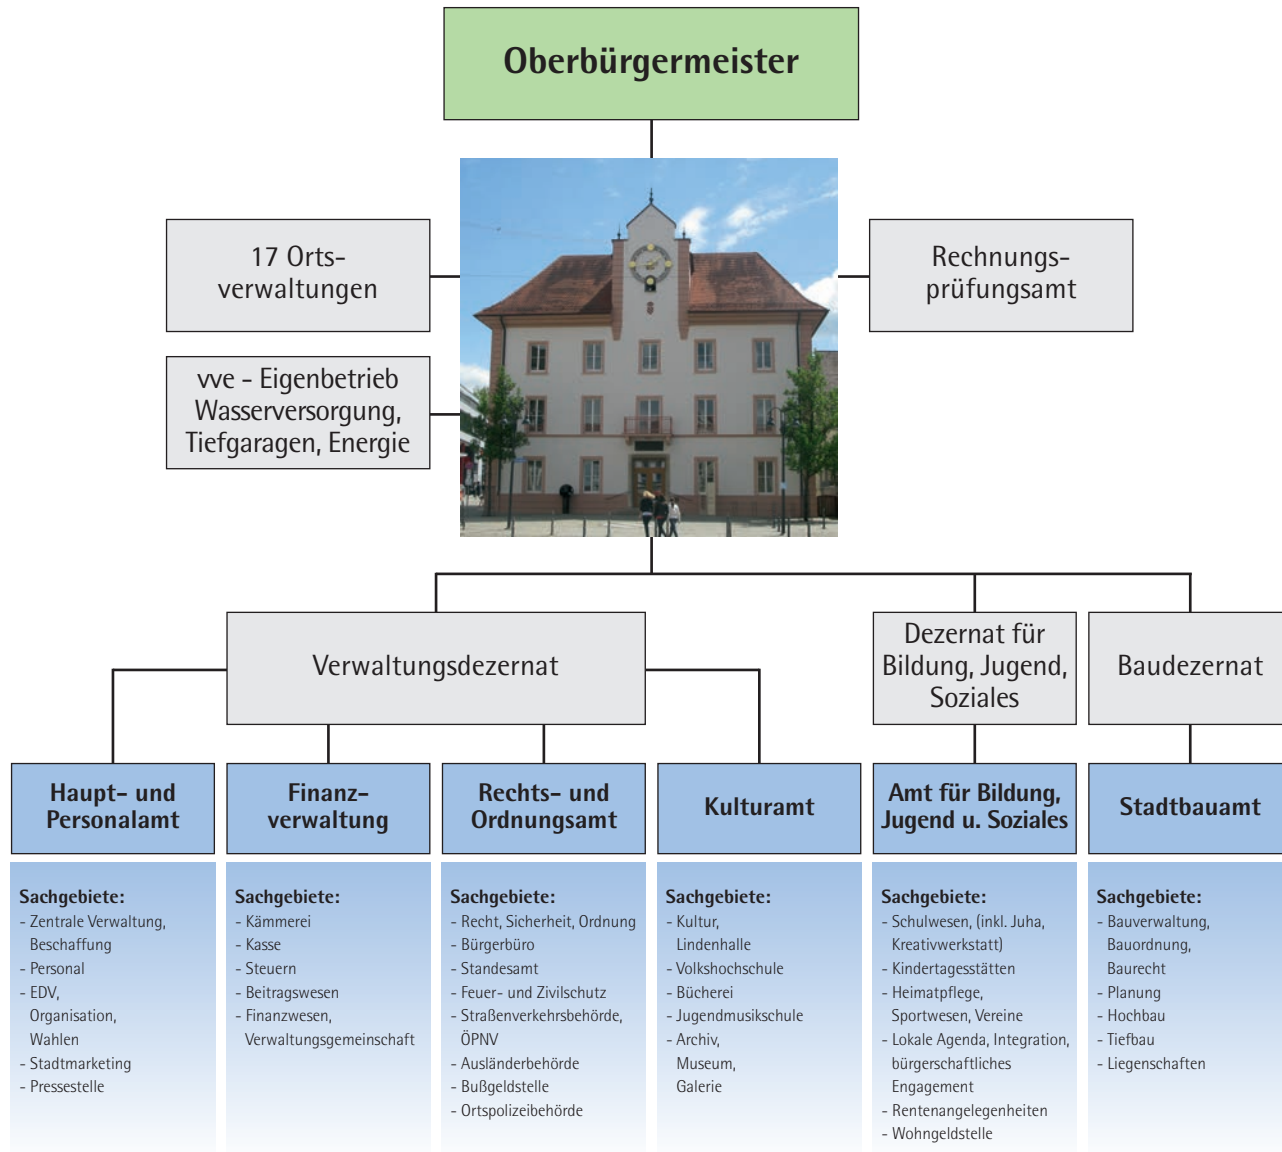 Oberbürgermeister
17 Orts-
verwaltungen
Rechnungs-
prüfungsamt
vve - Eigenbetrieb
Wasserversorgung,
Tiefgaragen, Energie
Verwaltungsdezernat
Dezernat für
Bildung, Jugend,
Soziales
Baudezernat
Haupt- und
Personalamt
Finanz-
verwaltung
Rechts- und
Ordnungsamt
Kulturamt
Amt für Bildung,
Jugend u. Soziales
Stadtbauamt
Sachgebiete:
- Zentrale Verwaltung,
Beschaffung
- Personal
- EDV,
Organisation,
Wahlen
- Stadtmarketing
- Pressestelle
Sachgebiete:
- Kämmerei
- Kasse
- Steuern
- Beitragswesen
- Finanzwesen,
Verwaltungsgemeinschaft
Sachgebiete:
- Recht, Sicherheit, Ordnung
- Bürgerbüro
- Standesamt
- Feuer- und Zivilschutz
- Straßenverkehrsbehörde,
ÖPNV
- Ausländerbehörde
- Bußgeldstelle
- Ortspolizeibehörde
Sachgebiete:
- Kultur,
Lindenhalle
- Volkshochschule
- Bücherei
- Jugendmusikschule
- Archiv,
Museum,
Galerie
Sachgebiete:
- Schulwesen, (inkl. Juha,
Kreativwerkstatt)
- Kindertagesstätten
- Heimatpflege,
Sportwesen, Vereine
- Lokale Agenda, Integration,
bürgerschaftliches
Engagement
- Rentenangelegenheiten
- Wohngeldstelle
Sachgebiete:
- Bauverwaltung,
Bauordnung,
Baurecht
- Planung
- Hochbau
- Tiefbau
- Liegenschaften